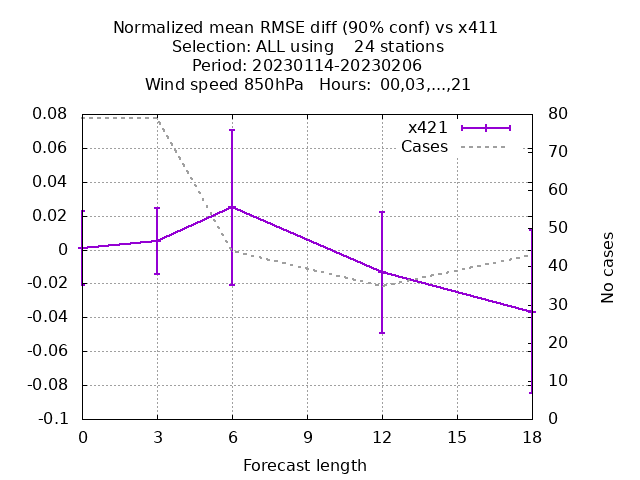 Normalized mean RMSE diff (90% conf) vs x411
Selection: ALL using    24 stations
Period: 20230114-20230206
Wind speed 850hPa   Hours:  00,03,...,21
x421
Cases
0.08
0.06
0.04
0.02
0
-0.02
-0.04
-0.06
-0.08
-0.1
80
70
60
50
40
30
20
10
0
No cases
0 3 6 9 12 15 18
Forecast length